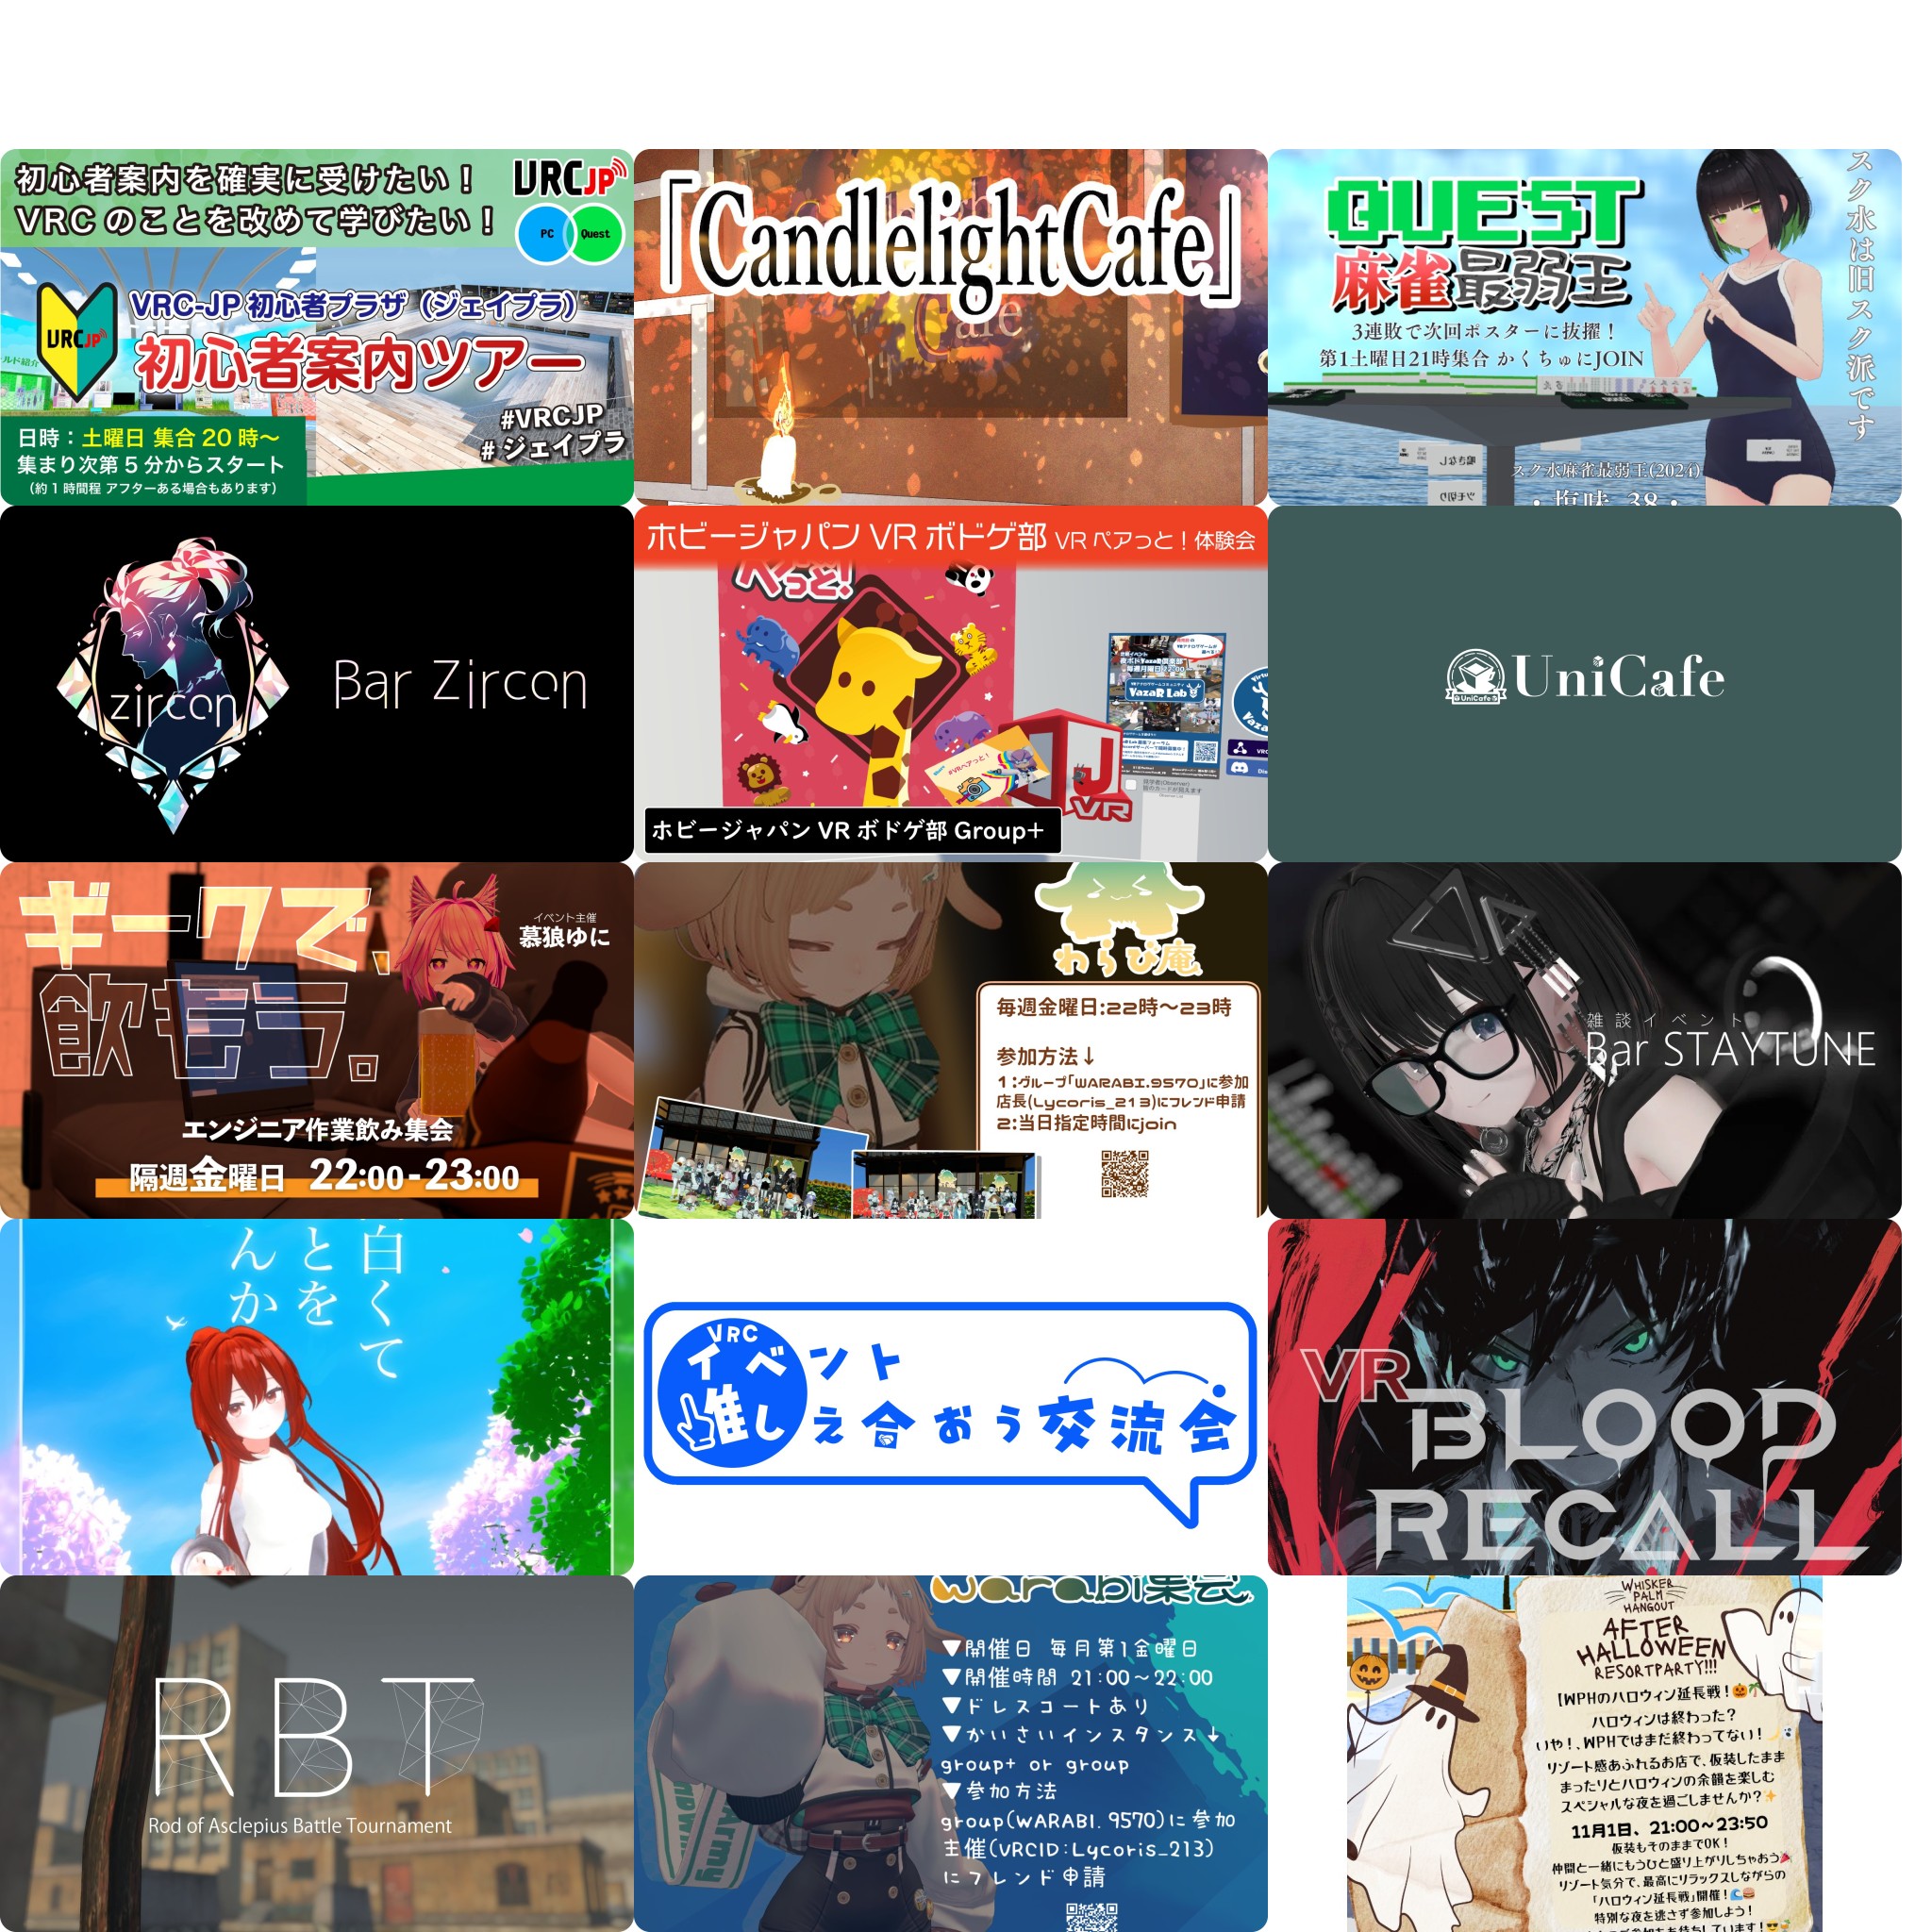 初心者案内を確実に受けたい！
VRCのことを改めて学びたい！
VRCJP
PC
Quest
VRC-JP 初心者プラザ（ジェイプラ）
初心者案内ツアー
VRCJP
#VRCJP
#ジェイプラ
日時：土曜日 集合20時～
集まり次第5分からスタート
（約1時間程 アフターある場合もあります）
「CandlelightCafe」
Cafe
QUEST
麻雀最弱王
3連敗で次回ポスターに抜擢！
第1土曜日21時集合 かくちゅにJOIN
スク水は旧スク派です
スク水麻雀最弱王(2024)
・塩味_38・
zircon
Bar Zircon
ホビージャパンVRボドゲ部 VRペアっと！体験会
VazaR Lab
#VRペアっと！
J
VR
ホビージャパンVRボドゲ部 Group+
UniCafe
UniCafe
ギークで、
飲もう。
イベント主催
慕狼ゆに
エンジニア作業飲み集会
隔週金曜日 22:00-23:00
わらび庵
毎週金曜日:22時～23時
参加方法↓
1:グループ「WARABI.9570」に参加
店長(Lycoris_213)にフレンド申請
2:当日指定時間にjoin
雑談イベント
Bar STAYTUNE
白くて
とを
んか
VRC
イベント
推しえ合おう交流会
VR
BLOOD
RECALL
RBT
Rod of Asclepius Battle Tournament
warabi集会
▼開催日 毎月第1金曜日
▼開催時間 21:00～22:00
▼ドレスコートあり
▼かいさいインスタンス↓
group+ or group
▼参加方法
group(WARABI.9570)に参加
主催(VRCID:Lycoris_213)
にフレンド申請
WHISKER
PALM
HANGOUT
AFTER
HALLOWEEN
RESORTPARTY!!!
【WPHのハロウィン延長戦！🎃🌴
ハロウィンは終わった？
いや！、WPHではまだ終わってない！🌙👻
リゾート感あふれるお店で、仮装したまま
まったりとハロウィンの余韻を楽しむ
スペシャルな夜を過ごしませんか？✨
11月1日、21:00～23:50
仮装もそのままでOK！
仲間と一緒にもうひと盛り上がりしちゃおう🎉
リゾート気分で、最高にリラックスしながらの
「ハロウィン延長戦」開催！🌊🍔
特別な夜を逃さず参加しよう！